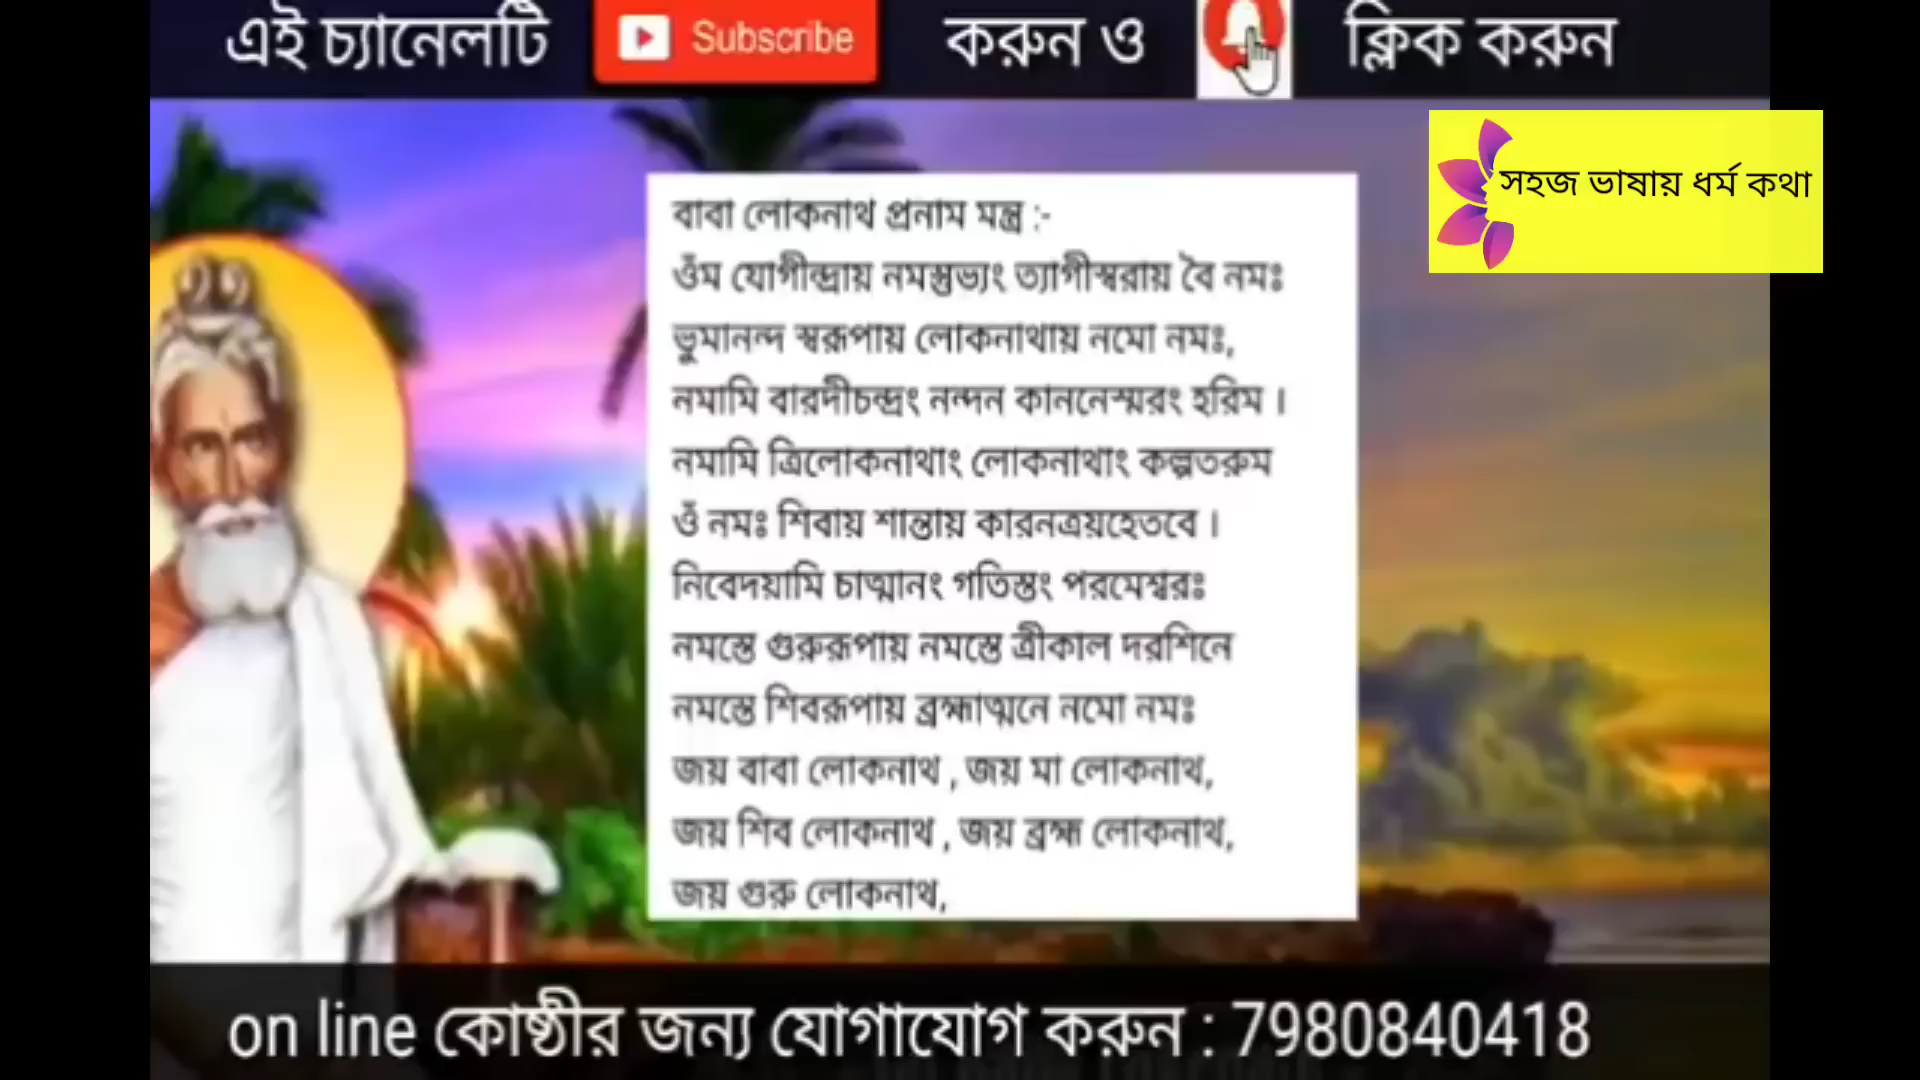 এই চ্যানেলটি Subscribe করুন ও ক্লিক করুন
সহজ ভাষায় ধর্ম কথা
বাবা লোকনাথ প্রনাম মন্ত্র :-
ওঁম যোগীন্দ্রায় নমস্তুভ্যং ত্যাগীস্বরায় বৈ নমঃ
ভুমানন্দ স্বরূপায় লোকনাথায় নমো নমঃ,
নমামি বারদীচন্দ্রং নন্দন কাননেস্মরং হরিম ।
নমামি ত্রিলোকনাথাং লোকনাথাং কল্পতরুম
ওঁ নমঃ শিবায় শান্তায় কারনত্রয়হেতবে ।
নিবেদয়ামি চাত্মানং গতিস্তং পরমেশ্বরঃ
নমস্তে গুরুরূপায় নমস্তে ত্রীকাল দরশিনে
নমস্তে শিবরূপায় ব্রহ্মাত্মনে নমো নমঃ
জয় বাবা লোকনাথ , জয় মা লোকনাথ,
জয় শিব লোকনাথ , জয় ব্রহ্ম লোকনাথ,
জয় গুরু লোকনাথ,
on line কোষ্ঠীর জন্য যোগাযোগ করুন : 7980840418